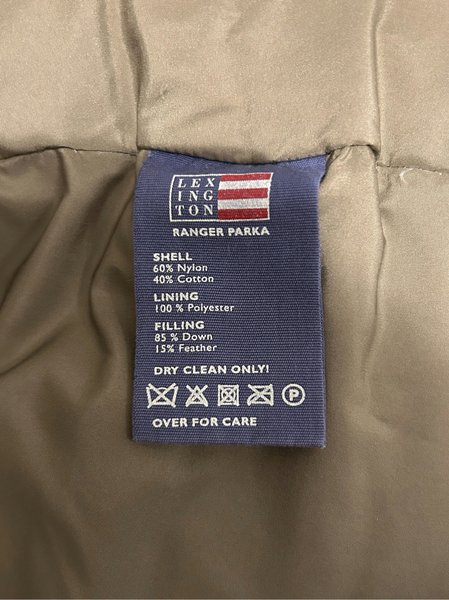 LEX
ING
TON
RANGER PARKA
SHELL
60% Nylon
40% Cotton
LINING
100 % Polyester
FILLING
85 % Down
15% Feather
DRY CLEAN ONLY!
P
OVER FOR CARE